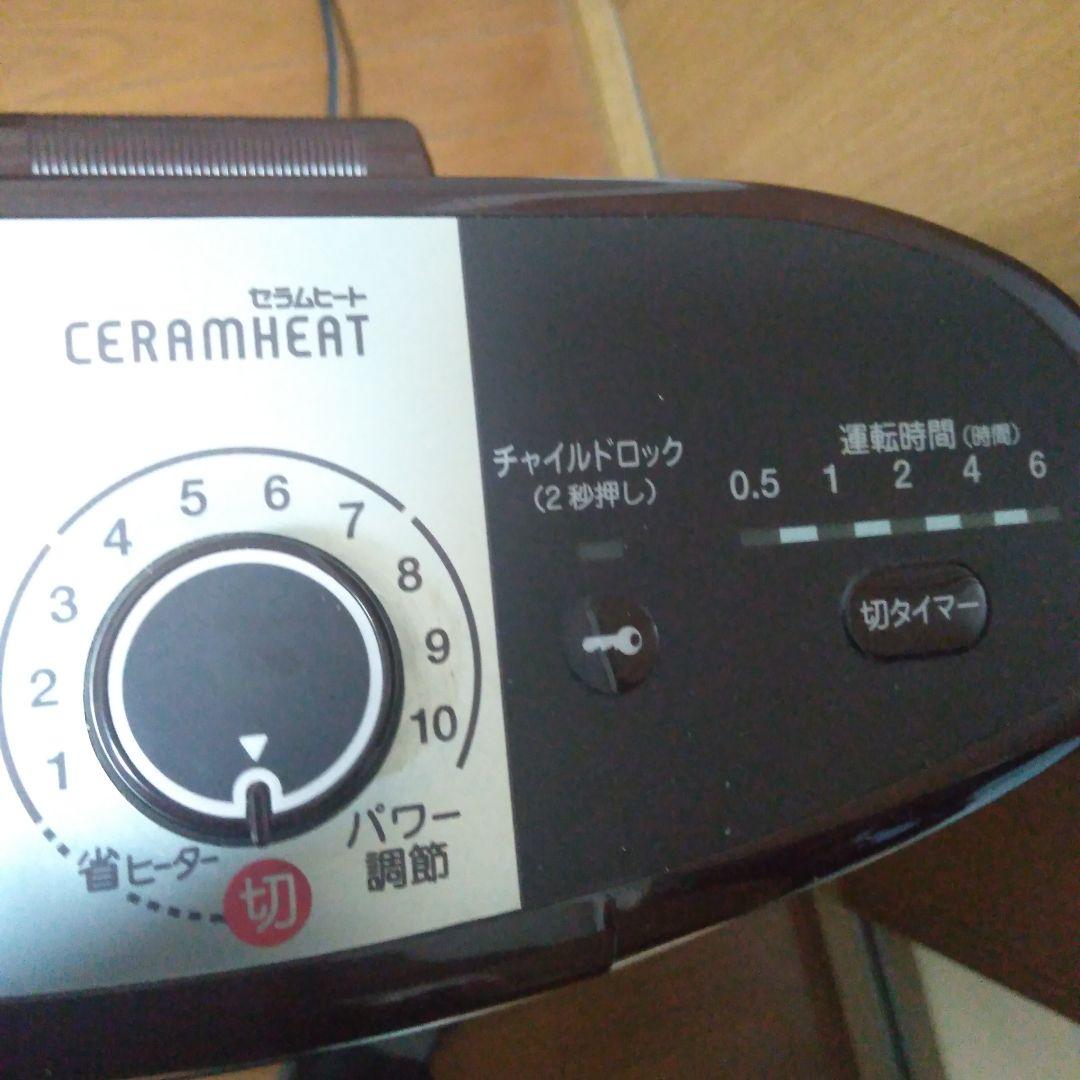 セラムヒート
CERAMHEAT
1
2
3
4
5
6
7
8
9
10
省ヒーター
切
パワー
調節
チャイルドロック
(2秒押し)
運転時間(時間)
0.5 1 2 4 6
切タイマー